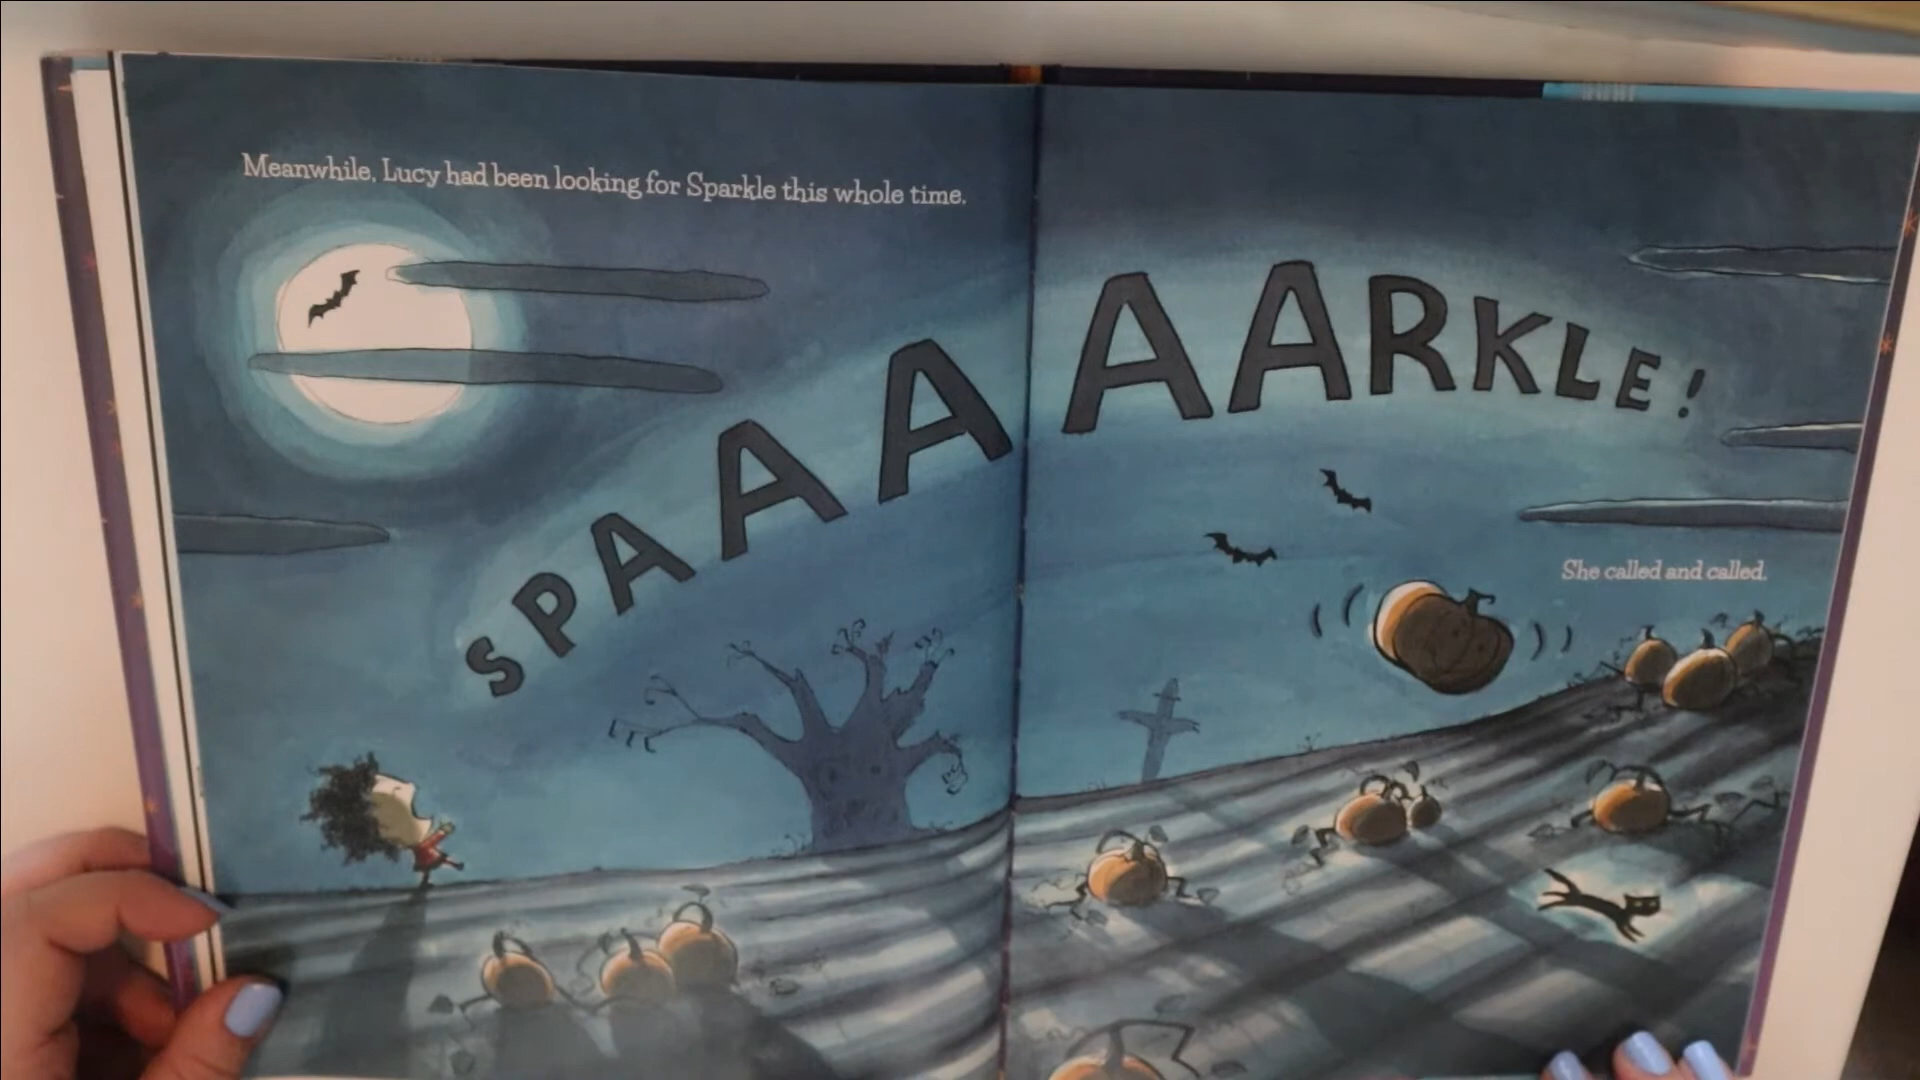 Meanwhile, Lucy had been looking for Sparkle this whole time.
SPAAAAARKLE!
She called and called.